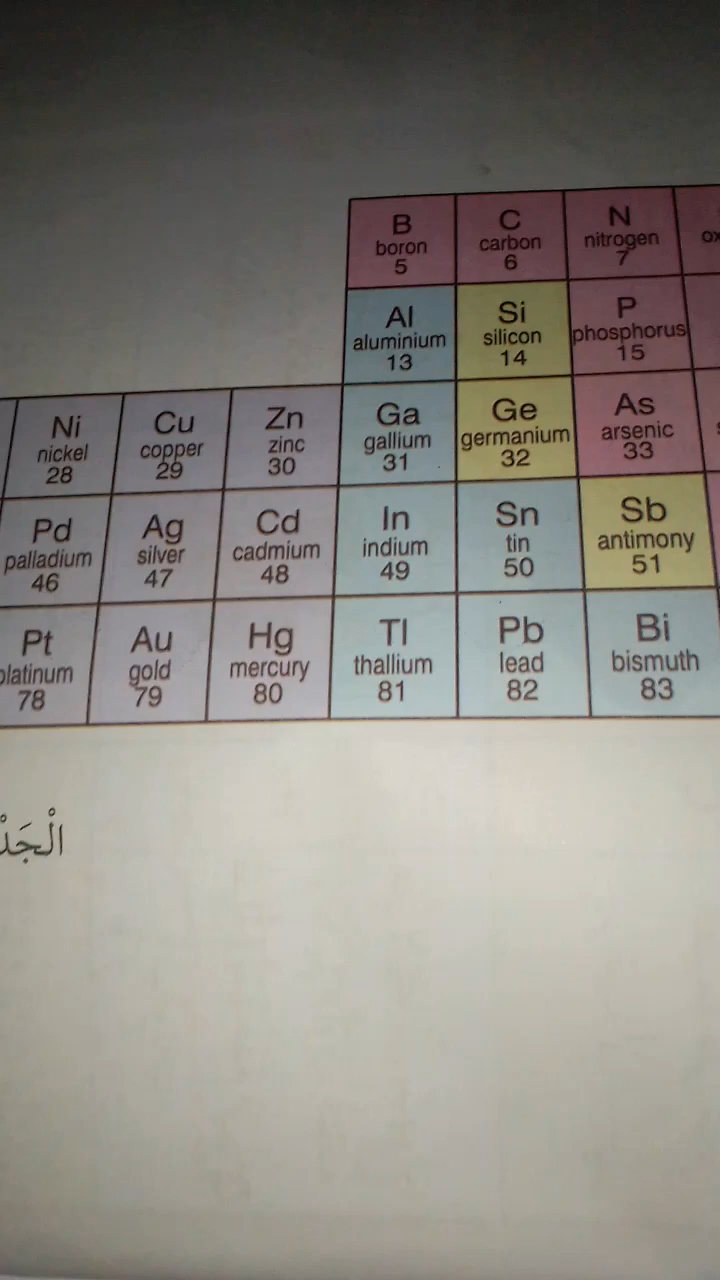 B
boron
5
C
carbon
6
N
nitrogen
7
Al
aluminium
13
Si
silicon
14
P
phosphorus
15
Ni
nickel
28
Cu
copper
29
Zn
zinc
30
Ga
gallium
31
Ge
germanium
32
As
arsenic
33
Pd
palladium
46
Ag
silver
47
Cd
cadmium
48
In
indium
49
Sn
tin
50
Sb
antimony
51
Pt
platinum
78
Au
gold
79
Hg
mercury
80
Tl
thallium
81
Pb
lead
82
Bi
bismuth
83